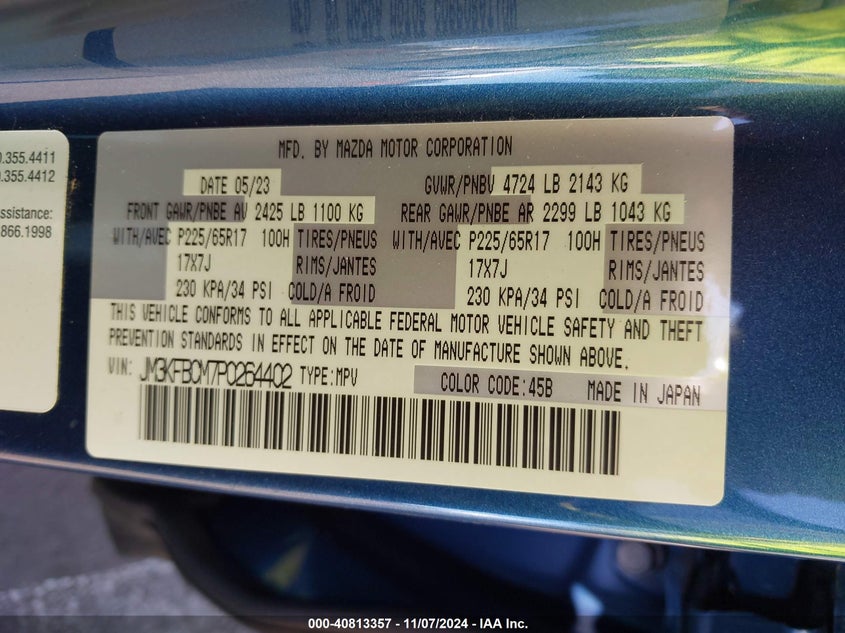 0.355.4411
0.355.4412
ssistance:
866.1998
MFD. BY MAZDA MOTOR CORPORATION
DATE 05/23 GVWR/PNBV 4724 LB 2143 KG
FRONT GAWR/PNBE AV 2425 LB 1100 KG REAR GAWR/PNBE AR 2299 LB 1043 KG
WITH/AVEC P225/65R17 100H TIRES/PNEUS WITH/AVEC P225/65R17 100H TIRES/PNEUS
17X7J RIMS/JANTES 17X7J RIMS/JANTES
230 KPA/34 PSI COLD/A FROID 230 KPA/34 PSI COLD/A FROID
THIS VEHICLE CONFORMS TO ALL APPLICABLE FEDERAL MOTOR VEHICLE SAFETY AND THEFT
PREVENTION STANDARDS IN EFFECT ON THE DATE OF MANUFACTURE SHOWN ABOVE.
VIN: JM3KFBCM7P0264402 TYPE:MPV COLOR CODE:45B MADE IN JAPAN
000-40813357 - 11/07/2024 - IAA Inc.